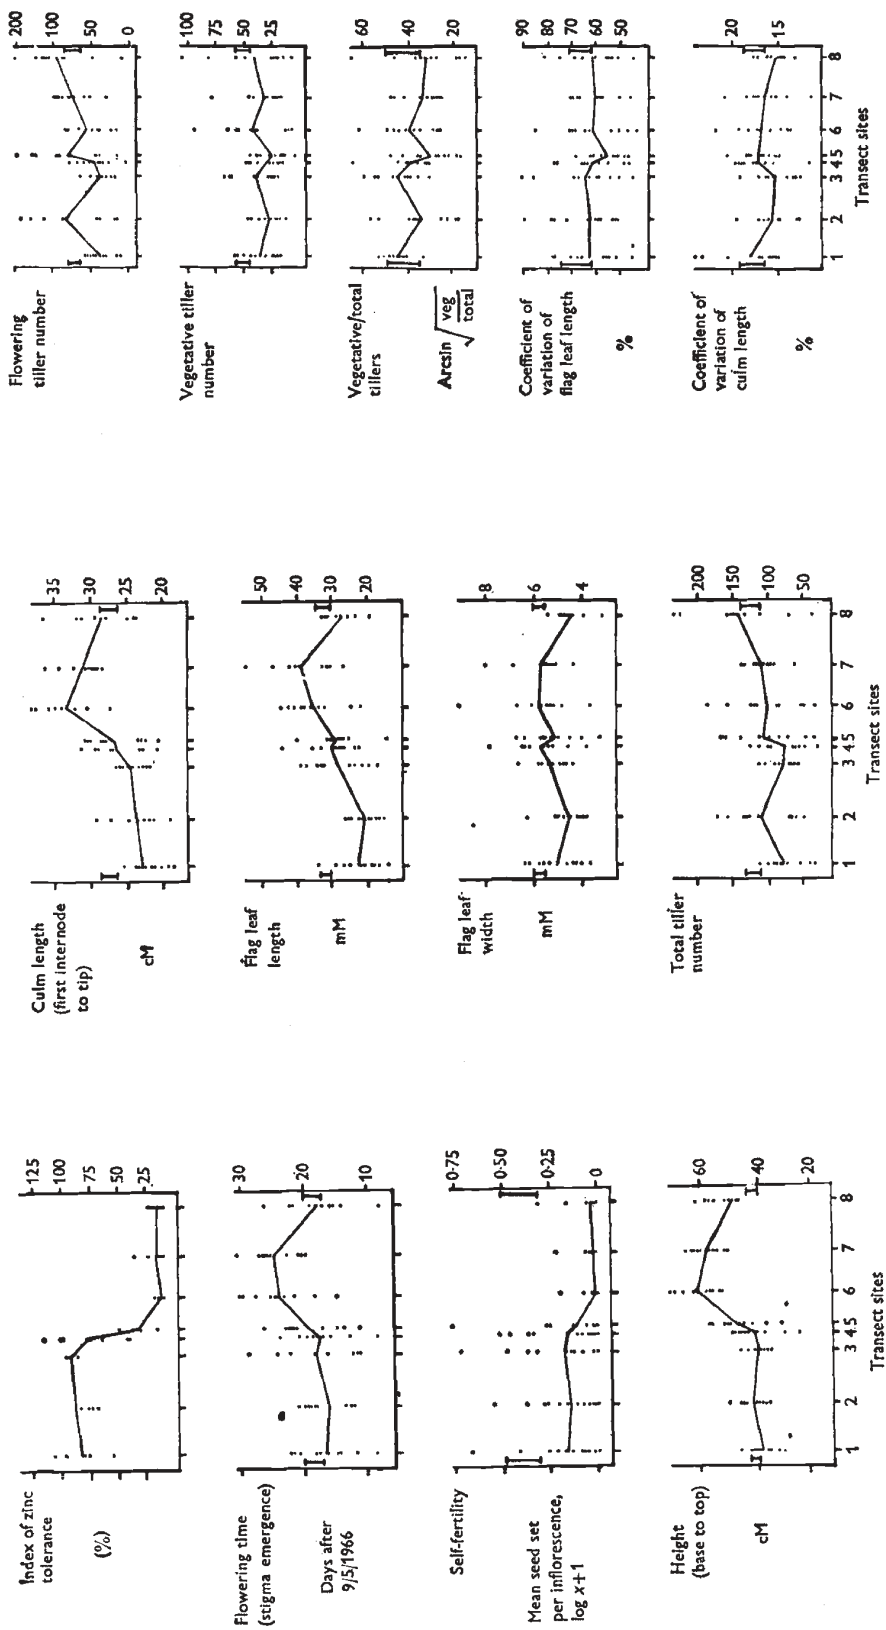 Index of zinc
tolerance
(%)
125
100
75
50
25
Flowering time
(stigma emergence)
Days after
9/5/1966
30
20
10
Self-fertility
Mean seed set
per inflorescence,
log x+1
0·75
0·50
0·25
0
Height
(base to top)
cM
60
40
20
1 2 3 4 5 6 7 8
Transect sites
Culm length
(first internode
to tip)
cM
35
30
25
20
Flag leaf
length
mM
50
40
30
20
Flag leaf
width
mM
8
6
4
Total tiller
number
200
150
100
50
1 2 3 4 5 6 7 8
Transect sites
Flowering
tiller number
200
100
50
0
Vegetative tiller
number
100
75
50
25
Vegetative/total
tillers
Arcsin √ veg
total
60
40
20
Coefficient of
variation of
flag leaf length
%
90
80
70
60
50
Coefficient of
variation of
culm length
%
20
15
1 2 3 4 5 6 7 8
Transect sites